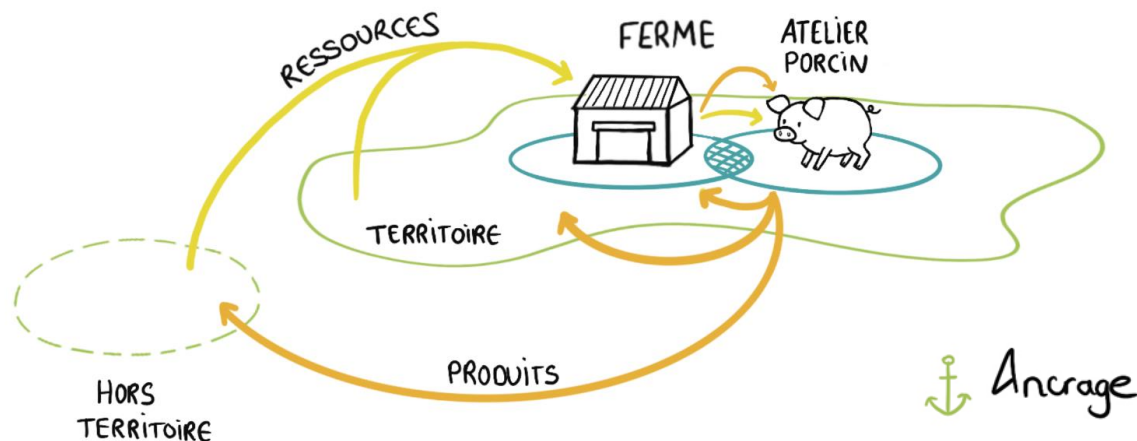 RESSOURCES
FERME
ATELIER
PORCIN
TERRITOIRE
PRODUITS
HORS
TERRITOIRE
Ancrage